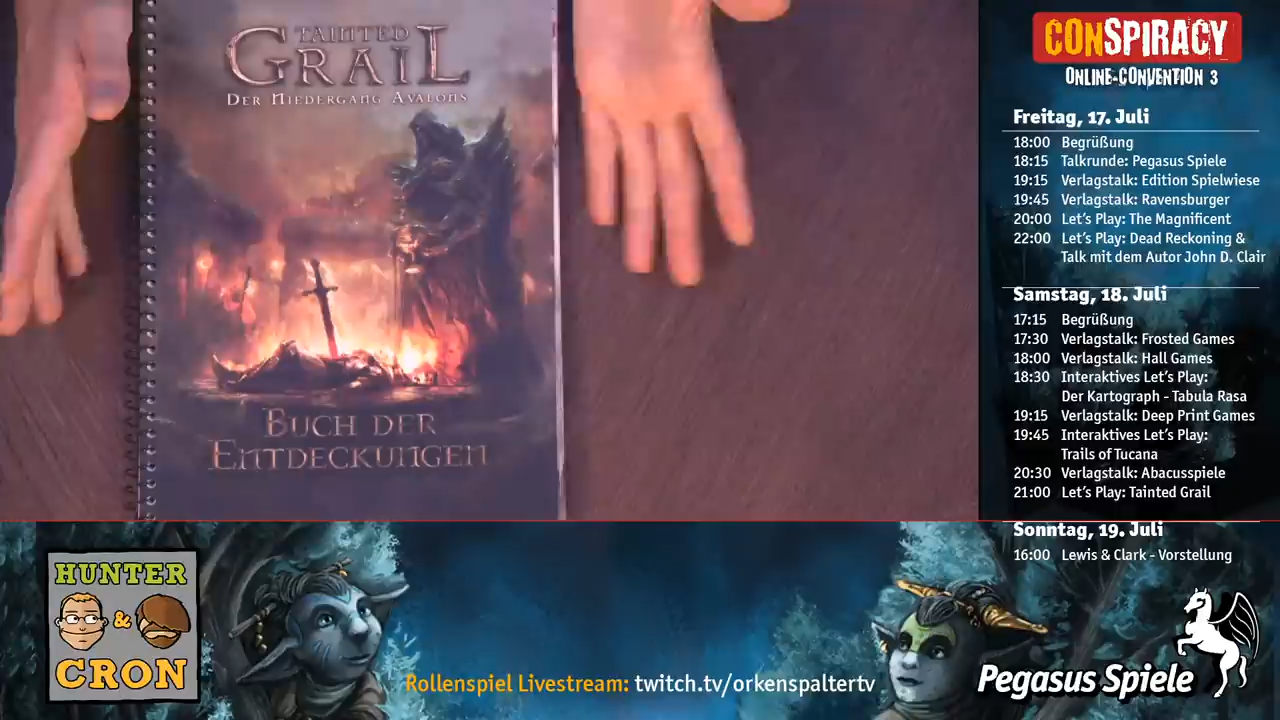 TAINTED
GRAIL
DER NIEDERGANG AVALONS
BUCH DER
ENTDECKUNGEN
CONSPIRACY
ONLINE-CONVENTION 3
Freitag, 17. Juli
18:00 Begrüßung
18:15 Talkrunde: Pegasus Spiele
19:15 Verlagstalk: Edition Spielwiese
19:45 Verlagstalk: Ravensburger
20:00 Let's Play: The Magnificent
22:00 Let's Play: Dead Reckoning &
Talk mit dem Autor John D. Clair
Samstag, 18. Juli
17:15 Begrüßung
17:30 Verlagstalk: Frosted Games
18:00 Verlagstalk: Hall Games
18:30 Interaktives Let's Play:
Der Kartograph - Tabula Rasa
19:15 Verlagstalk: Deep Print Games
19:45 Interaktives Let's Play:
Trails of Tucana
20:30 Verlagstalk: Abacusspiele
21:00 Let's Play: Tainted Grail
Sonntag, 19. Juli
16:00 Lewis & Clark - Vorstellung
HUNTER
&
CRON
Rollenspiel Livestream: twitch.tv/orkenspaltertv
Pegasus Spiele